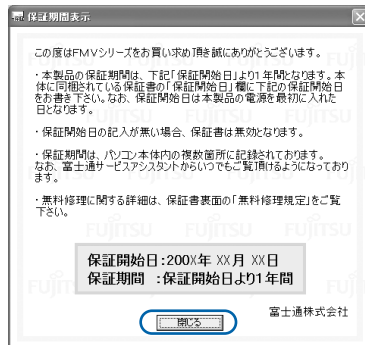 保証期間表示
この度はFMVシリーズをお買い求め頂き誠にありがとうございます。
・本製品の保証期間は、下記「保証開始日」より1年間となります。本
体に同梱されている保証書の「保証開始日」欄に下記の保証開始日
をお書き下さい。なお、保証開始日は本製品の電源を最初に入れた
日となります。
・保証開始日の記入が無い場合、保証書は無効となります。
・保証期間は、パソコン本体内の複数箇所に記録されております。
なお、富士通サービスアシスタントからいつでもご覧頂けるようになっており
ます。
・無料修理に関する詳細は、保証書裏面の「無料修理規定」をご覧
下さい。
保証開始日:200X年 XX月 XX日
保証期間 :保証開始日より1年間
富士通株式会社
閉じる
FUJITSU